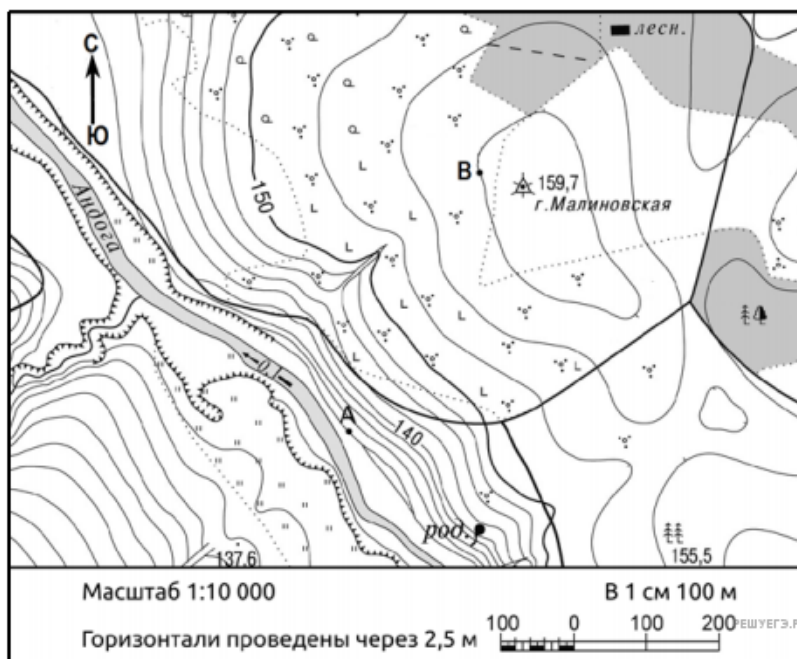 С
лесн.
Ю
В
159,7
г. Малиновская
150
Андога
0,1
А
140
род.
137,6
155,5
Масштаб 1:10 000
В 1 см 100 м
Горизонтали проведены через 2,5 м
100 0 100 200